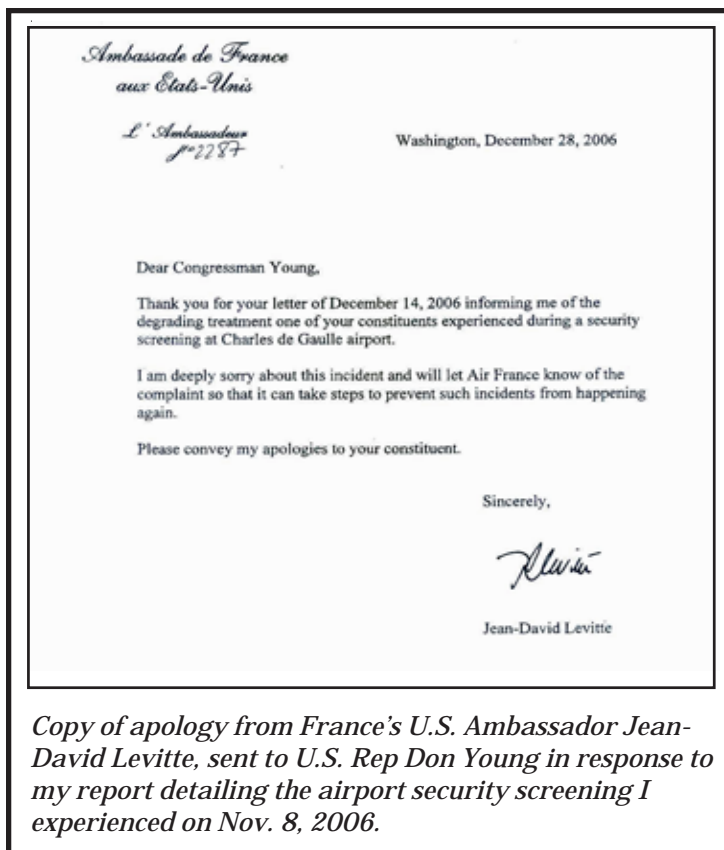 Ambassade de France
aux États-Unis
L' Ambassadeur
n° 2287
Washington, December 28, 2006
Dear Congressman Young,
Thank you for your letter of December 14, 2006 informing me of the
degrading treatment one of your constituents experienced during a security
screening at Charles de Gaulle airport.
I am deeply sorry about this incident and will let Air France know of the
complaint so that it can take steps to prevent such incidents from happening
again.
Please convey my apologies to your constituent.
Sincerely,
Jean-David Levitte
Copy of apology from France's U.S. Ambassador Jean-
David Levitte, sent to U.S. Rep Don Young in response to
my report detailing the airport security screening I
experienced on Nov. 8, 2006.